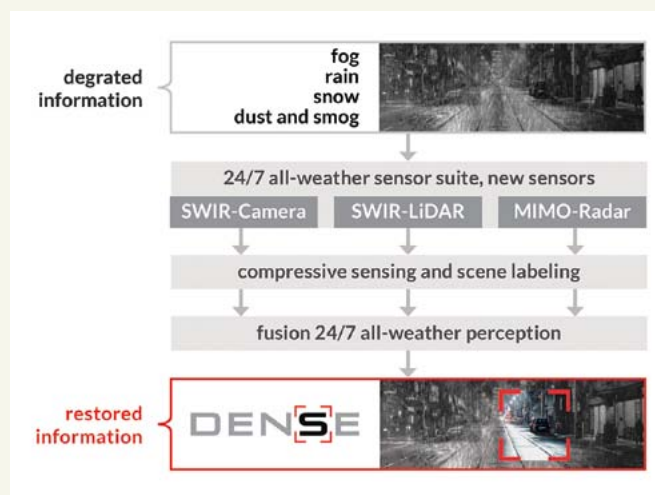 degrated
information
fog
rain
snow
dust and smog
24/7 all-weather sensor suite, new sensors
SWIR-Camera
SWIR-LiDAR
MIMO-Radar
compressive sensing and scene labeling
fusion 24/7 all-weather perception
restored
information
DENSE